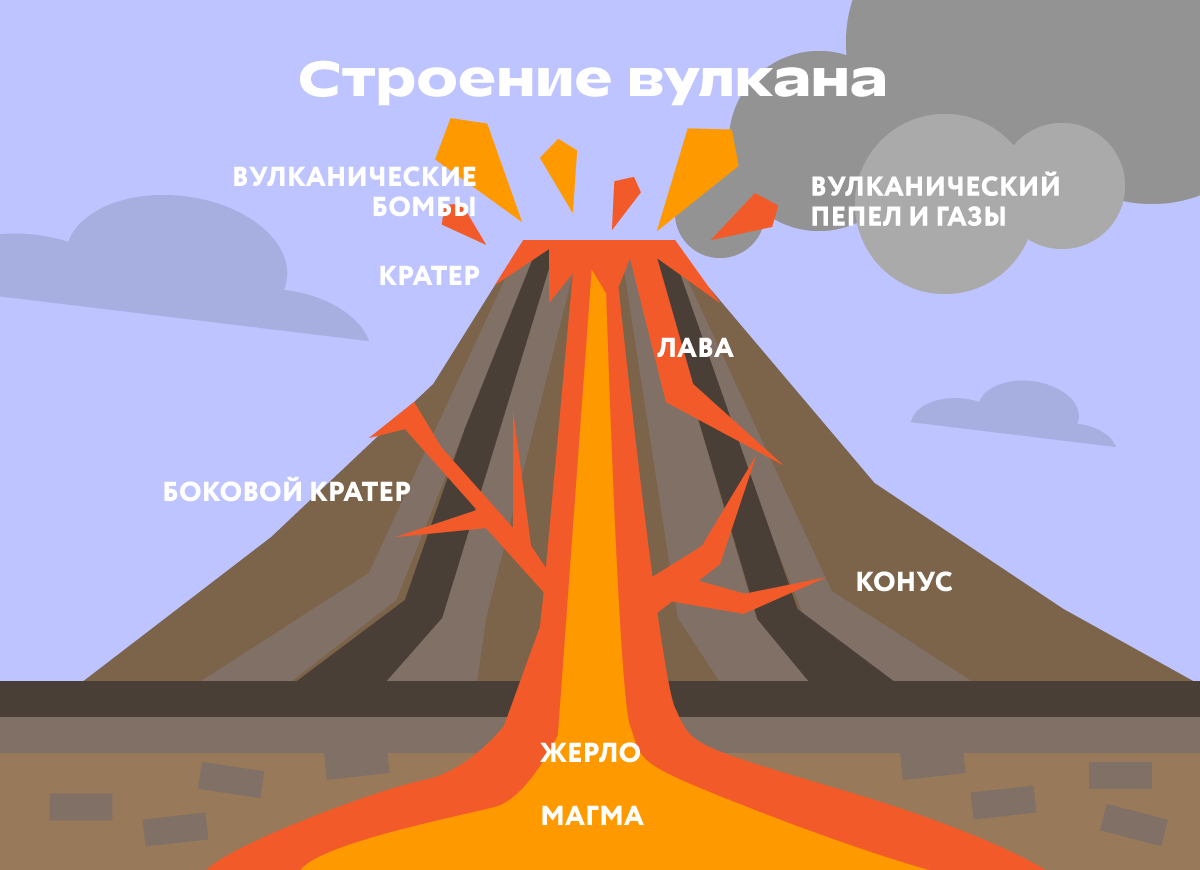 Строение вулкана
ВУЛКАНИЧЕСКИЕ
БОМБЫ
ВУЛКАНИЧЕСКИЙ
ПЕПЕЛ И ГАЗЫ
КРАТЕР
ЛАВА
БОКОВОЙ КРАТЕР
КОНУС
ЖЕРЛО
МАГМА